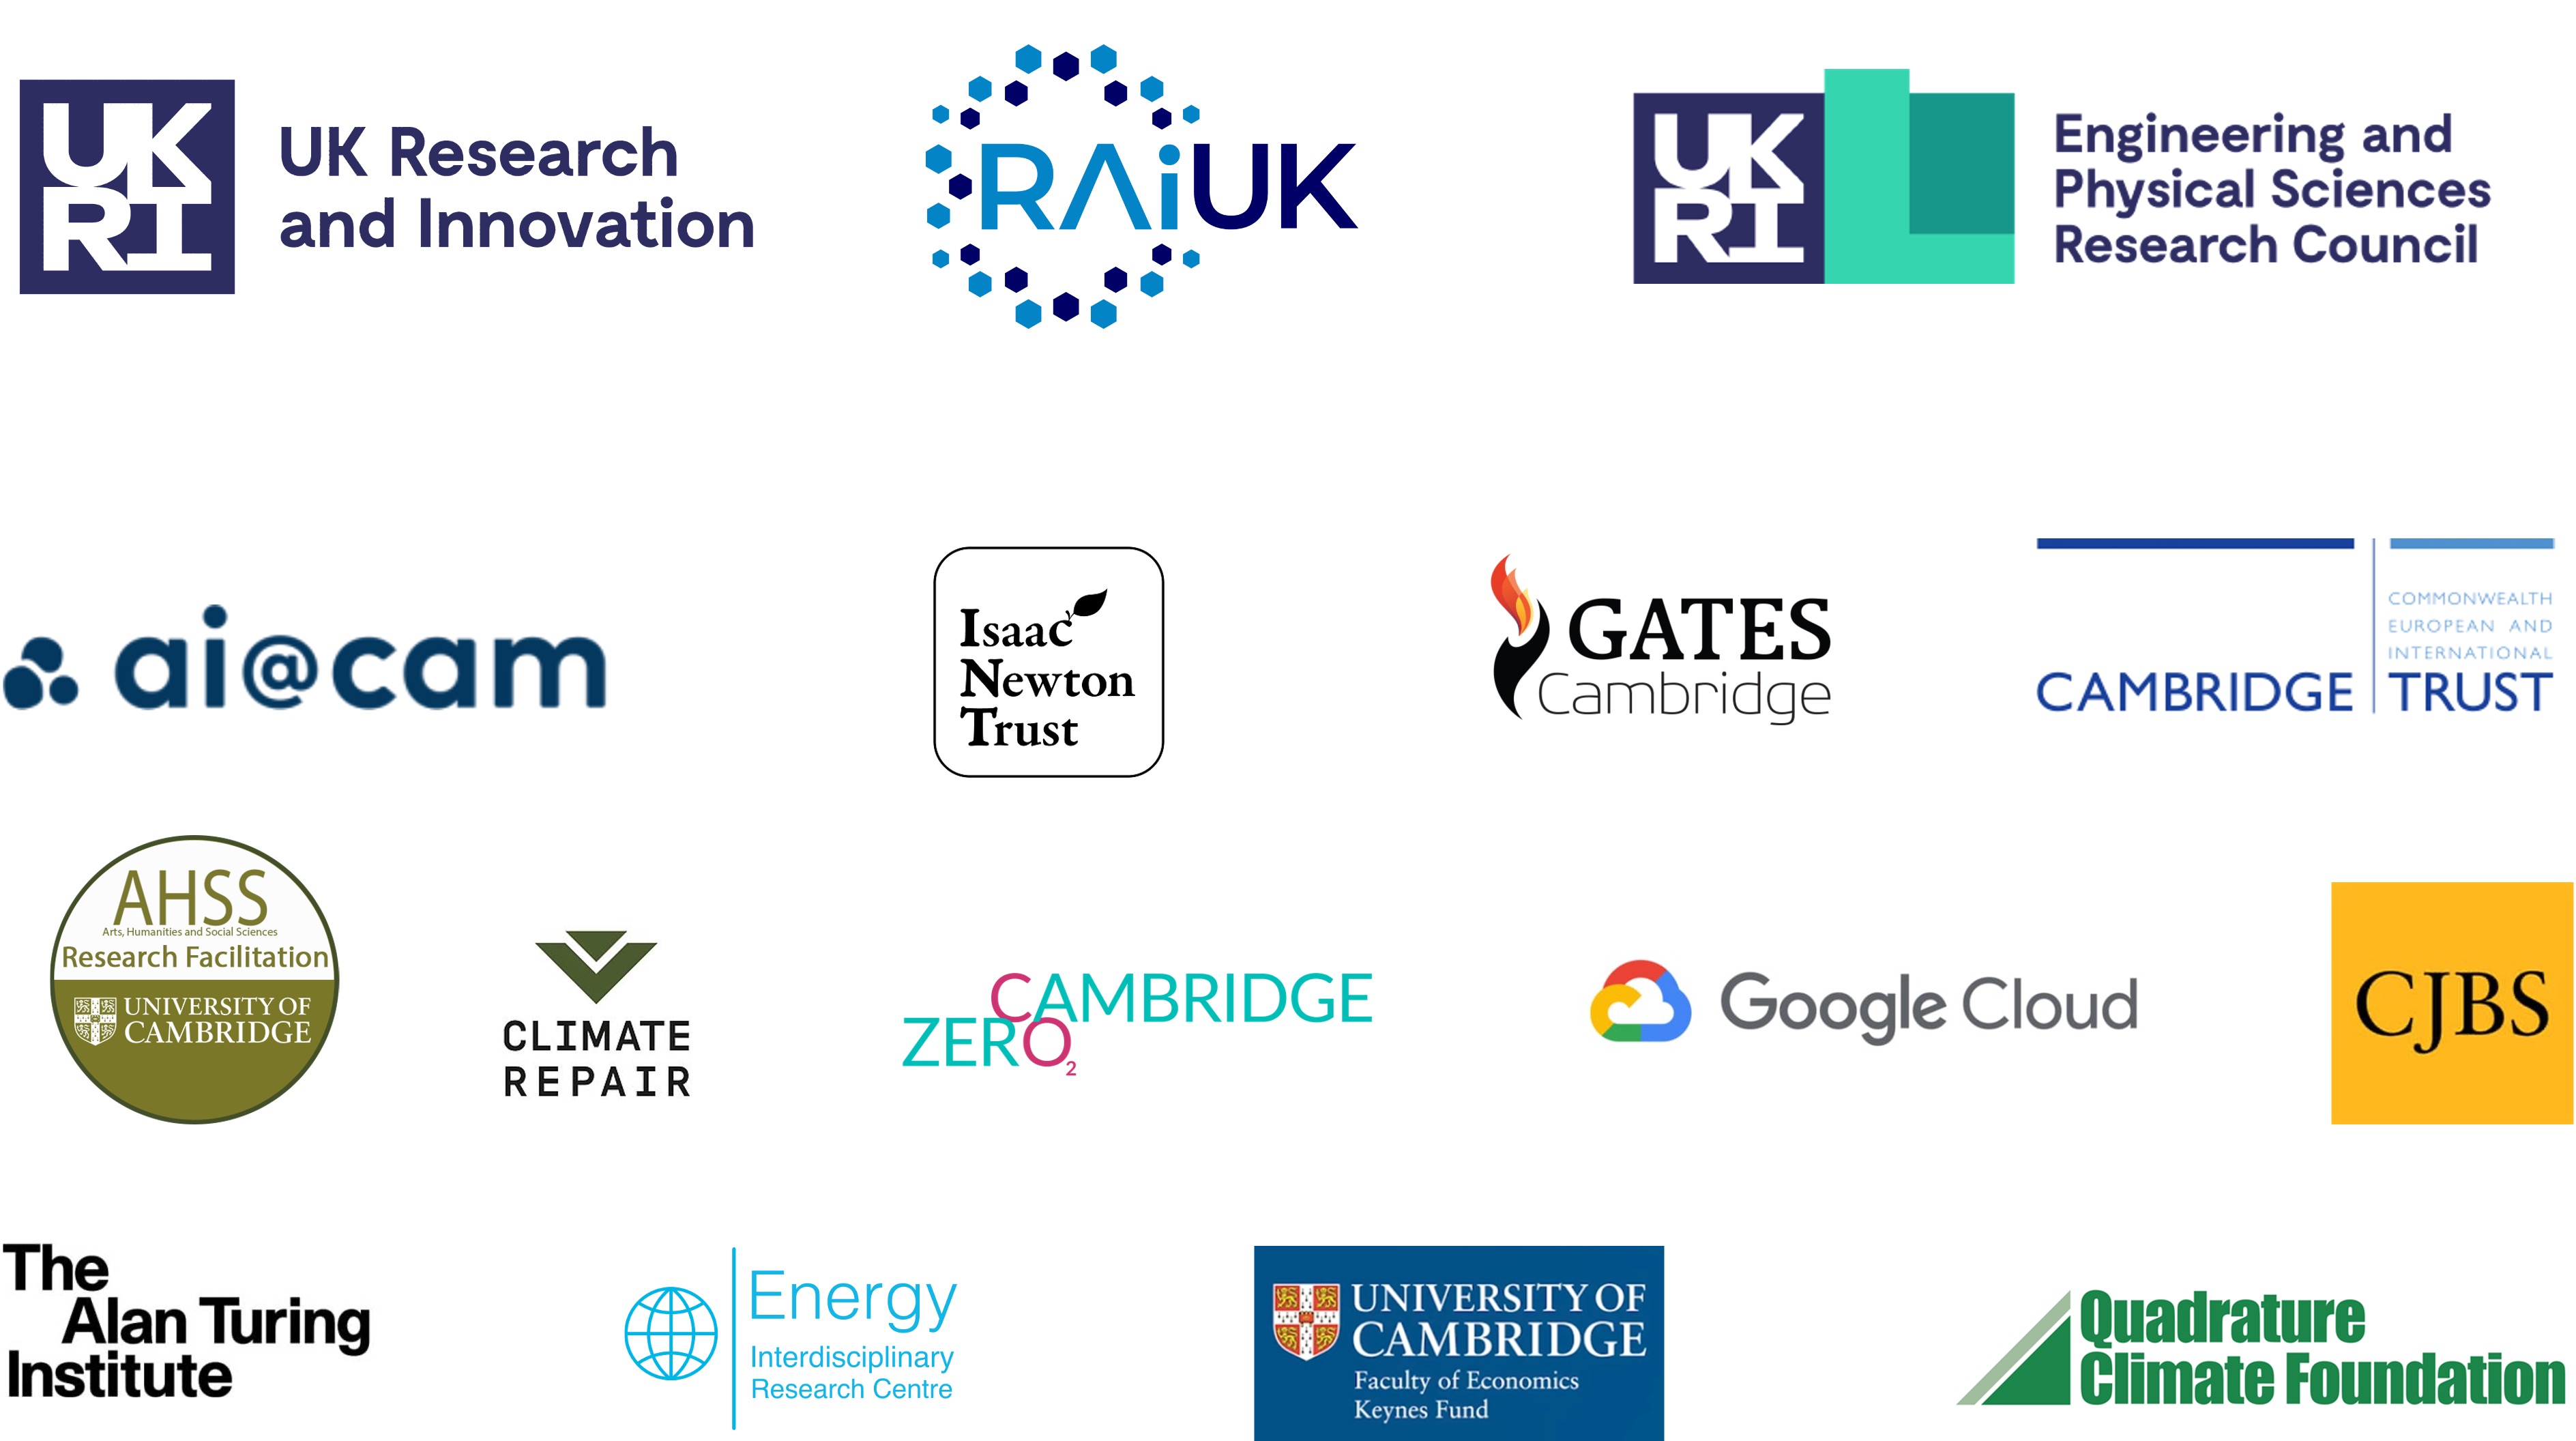 UK
RI
UK Research
and Innovation
RAiUK
UK
RI
Engineering and
Physical Sciences
Research Council
ai@cam
Isaac
Newton
Trust
GATES
Cambridge
CAMBRIDGE
COMMONWEALTH
EUROPEAN AND
INTERNATIONAL
TRUST
AHSS
Arts, Humanities and Social Sciences
Research Facilitation
UNIVERSITY OF
CAMBRIDGE
CLIMATE
REPAIR
CAMBRIDGE
ZERO₂
Google Cloud
CJBS
The
Alan Turing
Institute
Energy
Interdisciplinary
Research Centre
UNIVERSITY OF
CAMBRIDGE
Faculty of Economics
Keynes Fund
Quadrature
Climate Foundation